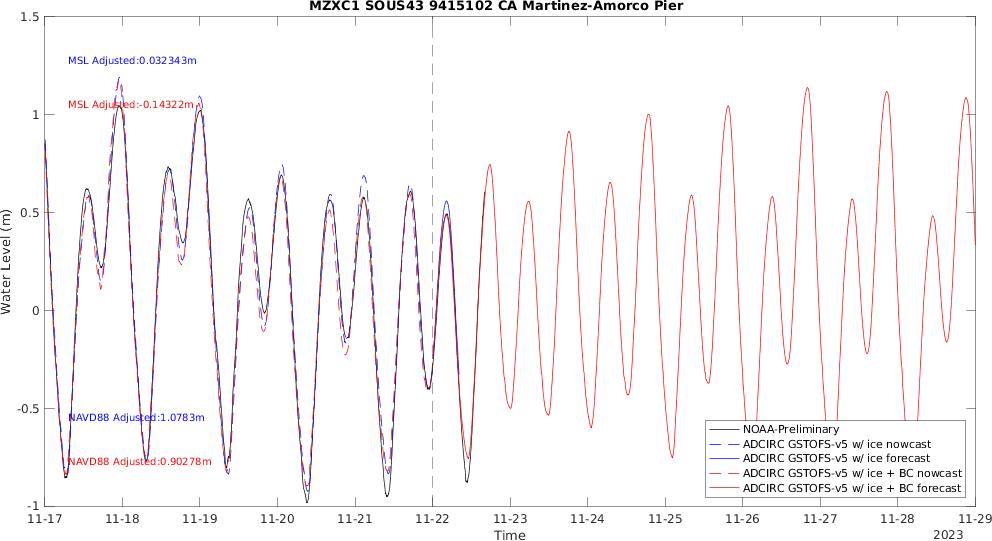 MZXC1 SOUS43 9415102 CA Martinez-Amorco Pier
1.5
MSL Adjusted:0.032343m
MSL Adjusted:-0.14322m
1
0.5
Water Level (m)
0
-0.5
NAVD88 Adjusted:1.0783m
NAVD88 Adjusted:0.90278m
-1
NOAA-Preliminary
ADCIRC GSTOFS-v5 w/ ice nowcast
ADCIRC GSTOFS-v5 w/ ice forecast
ADCIRC GSTOFS-v5 w/ ice + BC nowcast
ADCIRC GSTOFS-v5 w/ ice + BC forecast
11-17 11-18 11-19 11-20 11-21 11-22 11-23 11-24 11-25 11-26 11-27 11-28 11-29
Time
2023